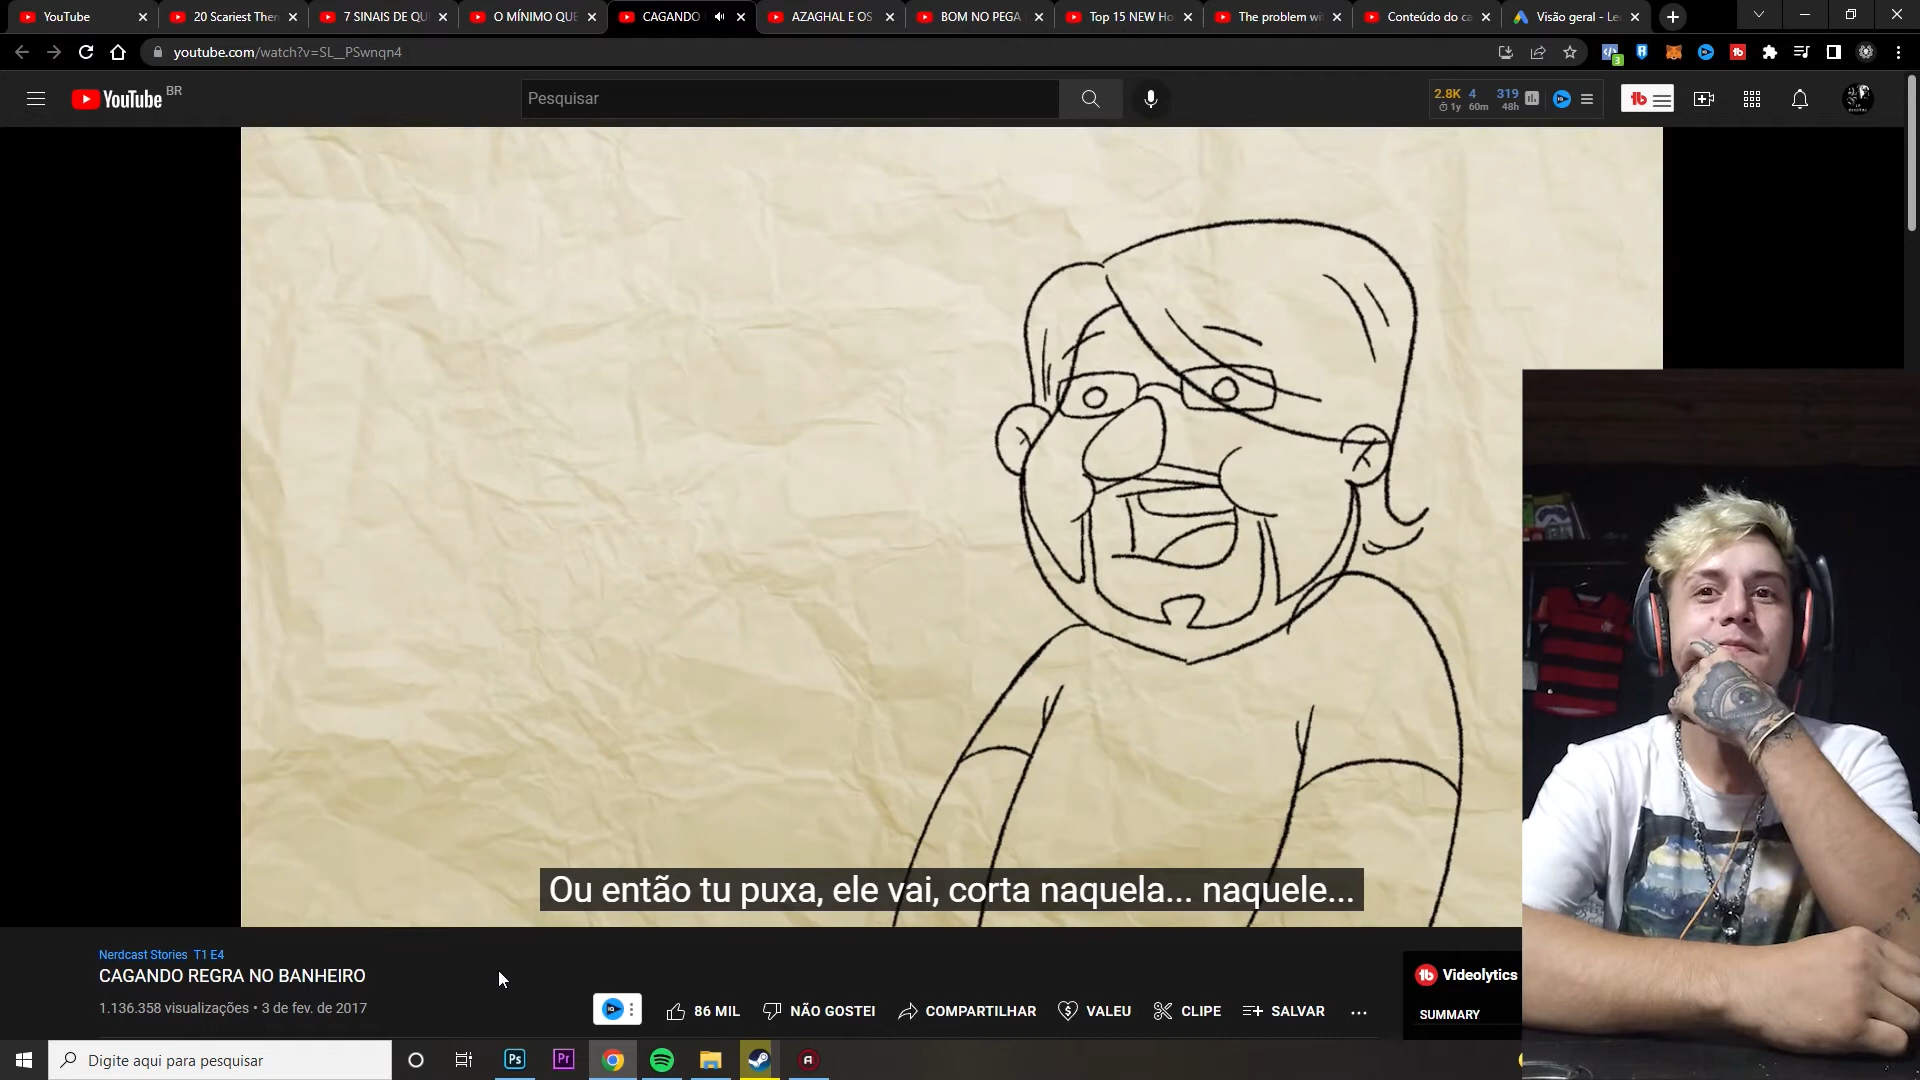 YouTube
20 Scariest Ther
7 SINAIS DE QU
O MÍNIMO QUE
CAGANDO
AZAGHAL E OS
BOM NO PEGA
Top 15 NEW Ho
The problem wi
Conteúdo do ca
Visão geral - Le
youtube.com/watch?v=SL__PSwnqn4
3
YouTube BR
Pesquisar
2.8K 4 319
1y 60m 48h
Ou então tu puxa, ele vai, corta naquela... naquele...
Nerdcast Stories T1 E4
CAGANDO REGRA NO BANHEIRO
1.136.358 visualizações • 3 de fev. de 2017
86 MIL
NÃO GOSTEI
COMPARTILHAR
VALEU
CLIPE
SALVAR
Videolytics
SUMMARY
Digite aqui para pesquisar
Ps
Pr